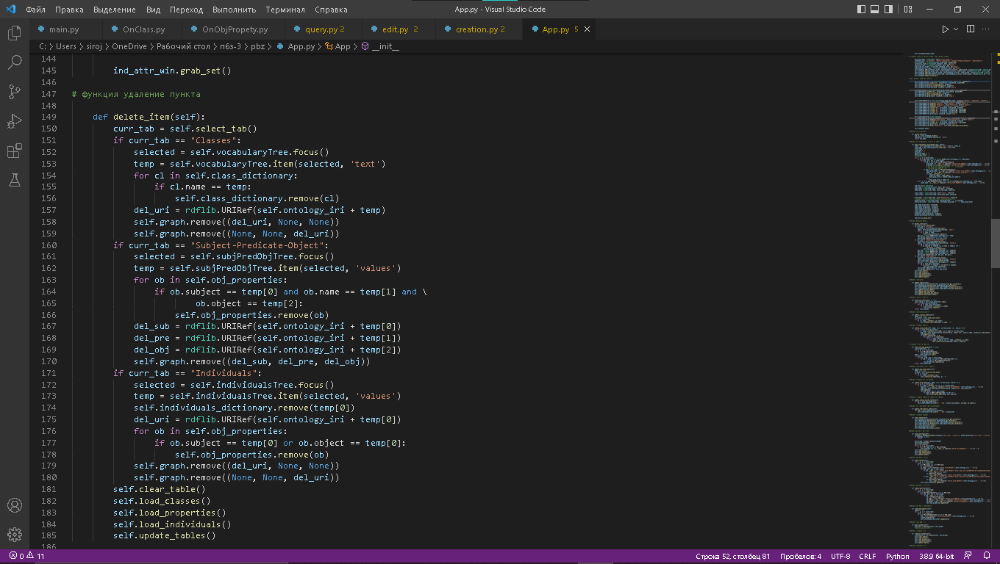 Файл Правка Выделение Вид Переход Выполнить Терминал Справка App.py - Visual Studio Code
main.py OnClass.py OnObjPropety.py query.py 2 edit.py 2 creation.py 2 App.py 5
C: > Users > siroj > OneDrive > Рабочий стол > пбз-3 > pbz > App.py > App > __init__
144
145 ind_attr_win.grab_set()
146
147 # функция удаление пункта
148
149 def delete_item(self):
150 curr_tab = self.select_tab()
151 if curr_tab == "Classes":
152 selected = self.vocabularyTree.focus()
153 temp = self.vocabularyTree.item(selected, 'text')
154 for cl in self.class_dictionary:
155 if cl.name == temp:
156 self.class_dictionary.remove(cl)
157 del_uri = rdflib.URIRef(self.ontology_iri + temp)
158 self.graph.remove((del_uri, None, None))
159 self.graph.remove((None, None, del_uri))
160 if curr_tab == "Subject-Predicate-Object":
161 selected = self.subjPredObjTree.focus()
162 temp = self.subjPredObjTree.item(selected, 'values')
163 for ob in self.obj_properties:
164 if ob.subject == temp[0] and ob.name == temp[1] and \
165 ob.object == temp[2]:
166 self.obj_properties.remove(ob)
167 del_sub = rdflib.URIRef(self.ontology_iri + temp[0])
168 del_pre = rdflib.URIRef(self.ontology_iri + temp[1])
169 del_obj = rdflib.URIRef(self.ontology_iri + temp[2])
170 self.graph.remove((del_sub, del_pre, del_obj))
171 if curr_tab == "Individuals":
172 selected = self.individualsTree.focus()
173 temp = self.individualsTree.item(selected, 'values')
174 self.individuals_dictionary.remove(temp[0])
175 del_uri = rdflib.URIRef(self.ontology_iri + temp[0])
176 for ob in self.obj_properties:
177 if ob.subject == temp[0] or ob.object == temp[0]:
178 self.obj_properties.remove(ob)
179 self.graph.remove((del_uri, None, None))
180 self.graph.remove((None, None, del_uri))
181 self.clear_table()
182 self.load_classes()
183 self.load_properties()
184 self.load_individuals()
185 self.update_tables()
186
0 11 Строка 52, столбец 81 Пробелов: 4 UTF-8 CRLF Python 3.8.9 64-bit